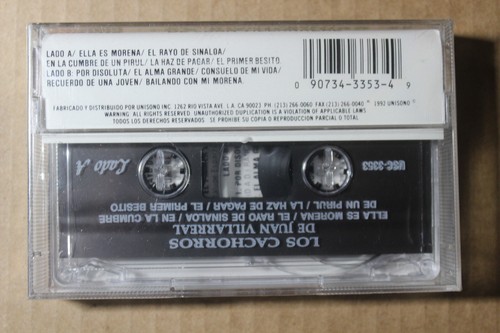 LADO A/ ELLA ES MORENA/ EL RAYO DE SINALOA/
EN LA CUMBRE DE UN PIRUL/ LA HAZ DE PAGAR/ EL PRIMER BESITO.
LADO B: POR DISOLUTA/ EL ALMA GRANDE/ CONSUELO DE MI VIDA/
RECUERDO DE UNA JOVEN/ BAILANDO CON MI MORENA.
0 90734-3353-4 9
FABRICADO Y DISTRIBUIDO POR UNISONO INC. 1262 RIO VISTA AVE. L.A. CA 90023 PH: (213)-266-0060 FAX (213)-266-0040 ° 1992 UNISONO
WARNING: ALL RIGHTS RESERVED. UNAUTHORIZED DUPLICATION IS A VIOLATION OF APPLICABLE LAWS
TODOS LOS DERECHOS RESERVADOS. SE PROHIBE SU COPIA O REPRODUCCION PARCIAL O TOTAL.
LOS CACHORROS
DE JUAN VILLARREAL
ELLA ES MORENA/ EL RAYO DE SINALOA / EN LA CUMBRE
DE UN PIRUL/ LA HAZ DE PAGAR/ EL PRIMER BESITO
USC-3353
Lado A
LADO
POR DISO
EL ALMA